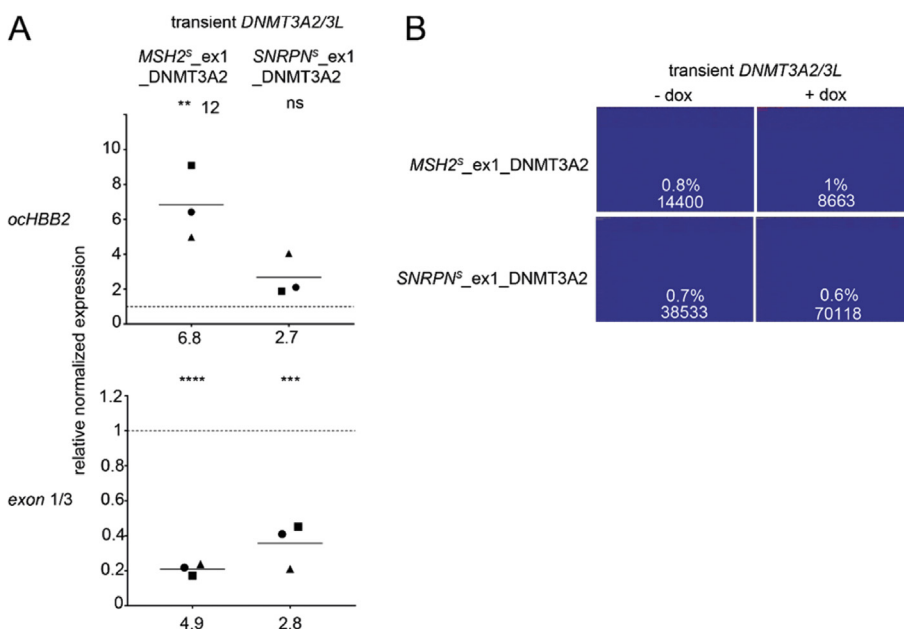 A
transient DNMT3A2/3L
MSH2ˢ_ex1 SNRPNˢ_ex1
_DNMT3A2 _DNMT3A2
** 12 ns
ocHBB2
relative normalized expression
10
8
6
4
2
0
6.8 2.7
**** ***
exon 1/3
1.2
1
0.8
0.6
0.4
0.2
0
4.9 2.8
B
transient DNMT3A2/3L
- dox + dox
MSH2ˢ_ex1_DNMT3A2
0.8% 1%
14400 8663
SNRPNˢ_ex1_DNMT3A2
0.7% 0.6%
38533 70118